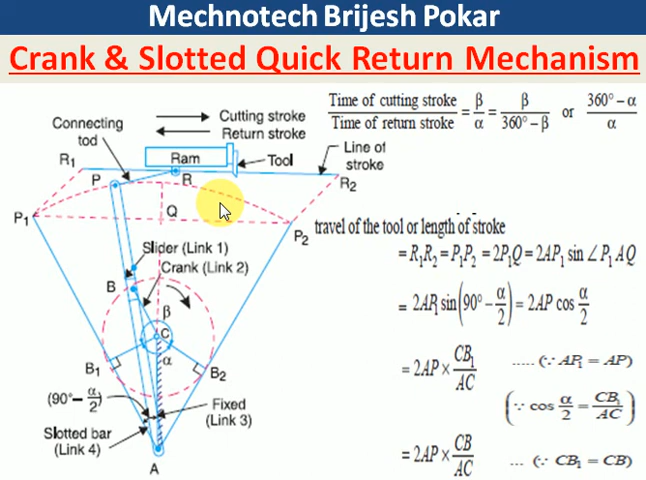 Mechnotech Brijesh Pokar
Crank & Slotted Quick Return Mechanism
Cutting stroke
Return stroke
Connecting
tod
Ram
Tool
Line of
stroke
R1
P
R
R2
P1
Q
P2
Slider (Link 1)
Crank (Link 2)
B
β
C
α
B1
B2
(90°− α/2)
Fixed
(Link 3)
Slotted bar
(Link 4)
A
Time of cutting stroke / Time of return stroke = β/α = β/(360° − β) or (360° − α)/α
travel of the tool or length of stroke
= R1R2 = P1P2 = 2P1Q = 2AP1 sin ∠ P1 AQ
= 2AP1 sin(90° − α/2) = 2AP cos α/2
= 2AP × CB1/AC ..... (∵ AP1 = AP)
(∵ cos α/2 = CB1/AC)
= 2AP × CB/AC ... (∵ CB1 = CB)